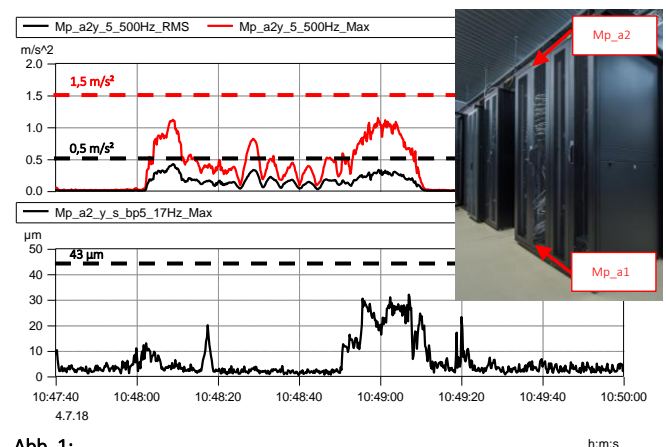 Mp_a2y_5_500Hz_RMS Mp_a2y_5_500Hz_Max
m/s^2
2.0
1,5 m/s²
1.5
1.0
0,5 m/s²
0.5
0.0
Mp_a2
Mp_a1
Mp_a2_y_s_bp5_17Hz_Max
µm
50
43 µm
40
30
20
10
0
10:47:40 10:48:00 10:48:20 10:48:40 10:49:00 10:49:20 10:49:40 10:50:00
4.7.18
Abb. 1: h:m:s